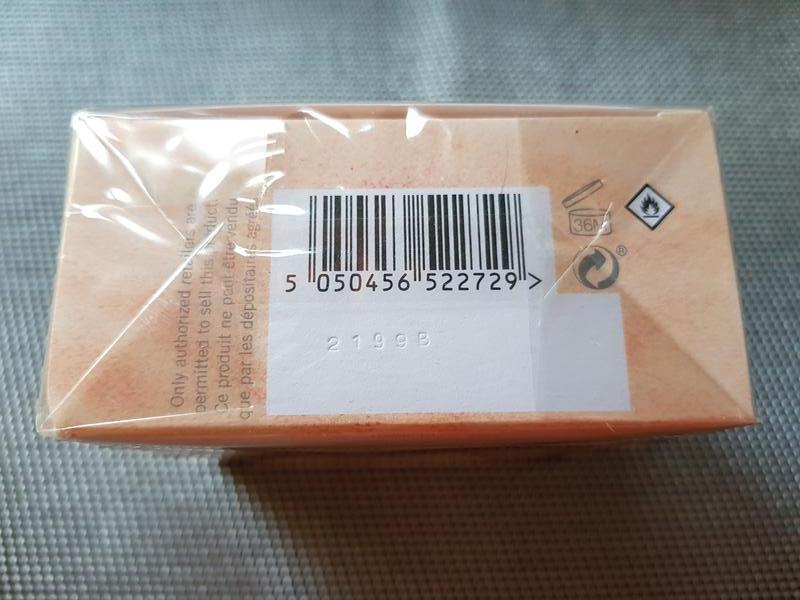 Only authorized retailers are
permitted to sell this product.
Ce produit ne peut être vendu
que par les dépositaires agréés
5 050456 522729 >
2199B
36M
®